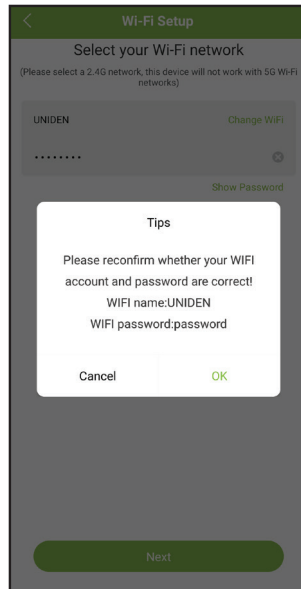 Wi-Fi Setup
Select your Wi-Fi network
(Please select a 2.4G network, this device will not work with 5G Wi-Fi
networks)
UNIDEN Change WiFi
........
Show Password
Tips
Please reconfirm whether your WIFI
account and password are correct!
WIFI name:UNIDEN
WIFI password:password
Cancel OK
Next